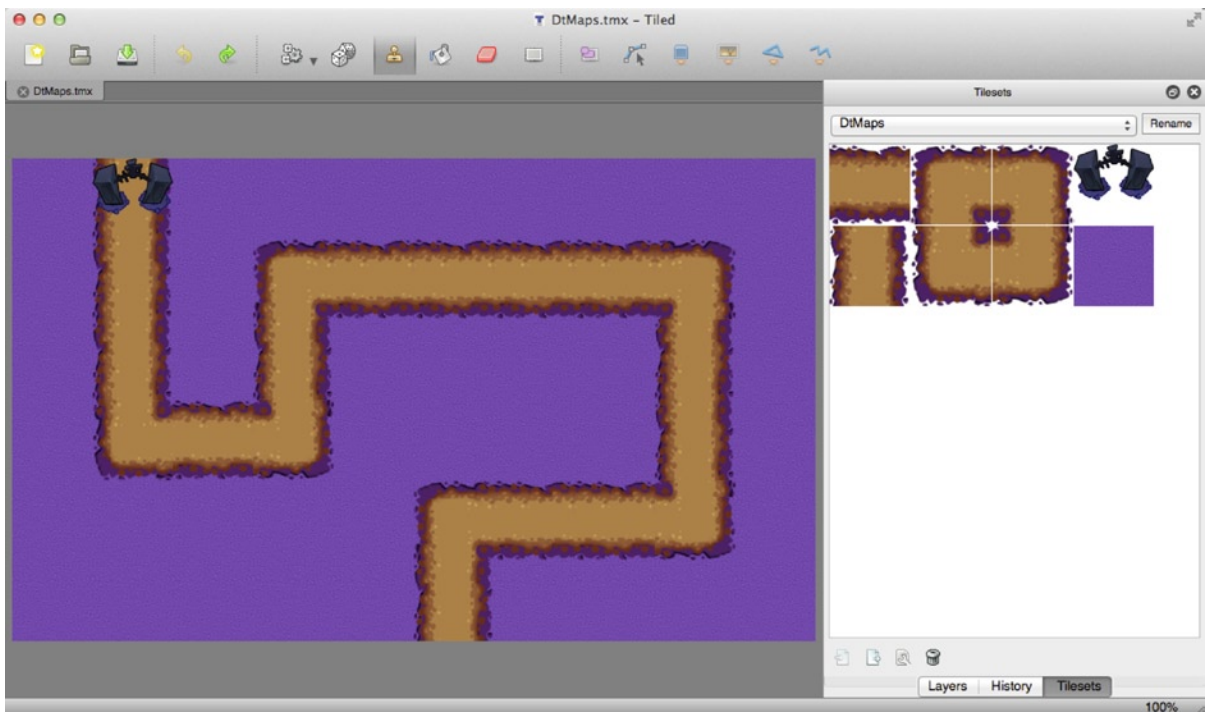 DtMaps.tmx – Tiled
DtMaps.tmx
Tilesets
DtMaps
Rename
Layers
History
Tilesets
100%